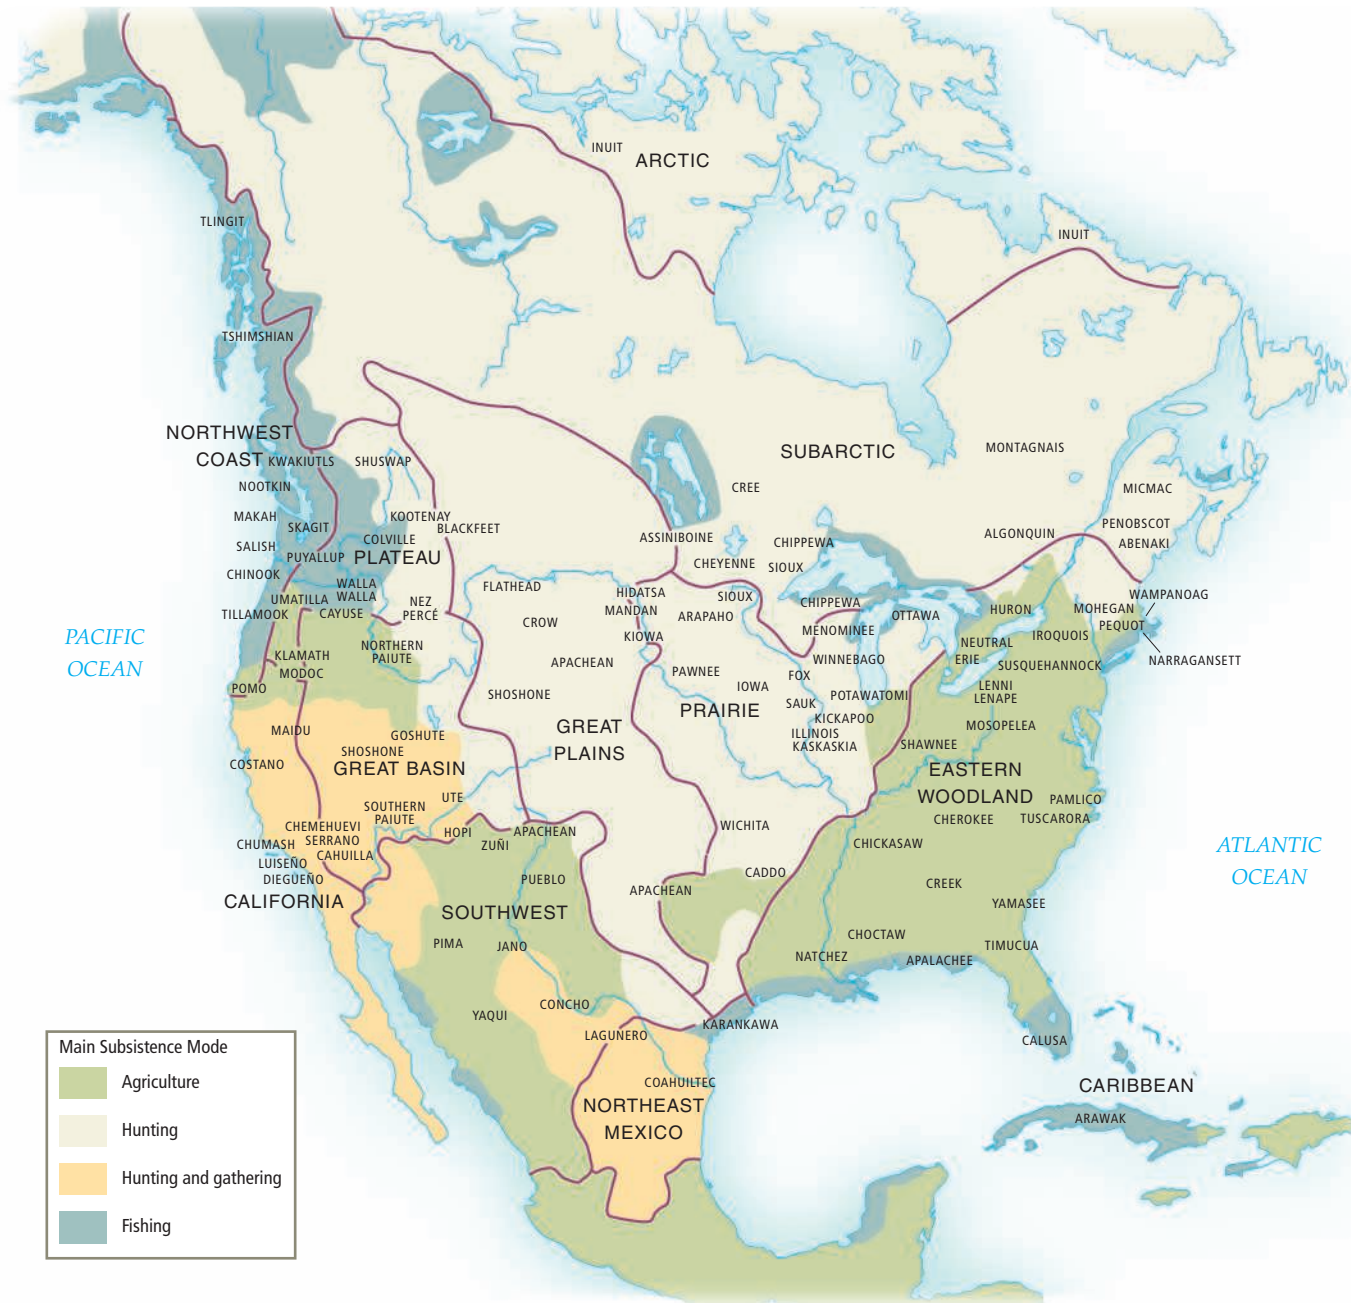 INUIT
ARCTIC
TLINGIT
INUIT
TSHIMSHIAN
NORTHWEST
COAST
KWAKIUTLS
SHUSWAP
SUBARCTIC
MONTAGNAIS
NOOTKIN
CREE
MICMAC
MAKAH
SKAGIT
KOOTENAY
BLACKFEET
PENOBSCOT
SALISH
COLVILLE
ASSINIBOINE
CHIPPEWA
ALGONQUIN
ABENAKI
PUYALLUP
PLATEAU
CHEYENNE
SIOUX
CHINOOK
WALLA
WALLA
FLATHEAD
HIDATSA
SIOUX
CHIPPEWA
WAMPANOAG
UMATILLA
NEZ
PERCÉ
MANDAN
ARAPAHO
OTTAWA
HURON
MOHEGAN
TILLAMOOK
CAYUSE
CROW
KIOWA
MENOMINEE
NEUTRAL
IROQUOIS
PEQUOT
PACIFIC
OCEAN
KLAMATH
MODOC
NORTHERN
PAIUTE
APACHEAN
PAWNEE
WINNEBAGO
ERIE
SUSQUEHANNOCK
NARRAGANSETT
POMO
SHOSHONE
IOWA
FOX
SAUK
POTAWATOMI
LENNI
LENAPE
PRAIRIE
KICKAPOO
MAIDU
GOSHUTE
GREAT
PLAINS
ILLINOIS
KASKASKIA
MOSOPELEA
SHOSHONE
SHAWNEE
COSTANO
GREAT BASIN
EASTERN
WOODLAND
SOUTHERN
PAIUTE
UTE
PAMLICO
CHEMEHUEVI
SERRANO
CAHUILLA
HOPI
APACHEAN
WICHITA
CHEROKEE
TUSCARORA
CHUMASH
ZUÑI
CHICKASAW
ATLANTIC
OCEAN
LUISEÑO
DIEGUEÑO
PUEBLO
APACHEAN
CADDO
CREEK
CALIFORNIA
SOUTHWEST
YAMASEE
PIMA
JANO
CHOCTAW
TIMUCUA
NATCHEZ
APALACHEE
YAQUI
CONCHO
LAGUNERO
KARANKAWA
CALUSA
COAHUILTEC
CARIBBEAN
NORTHEAST
MEXICO
ARAWAK
Main Subsistence Mode
Agriculture
Hunting
Hunting and gathering
Fishing